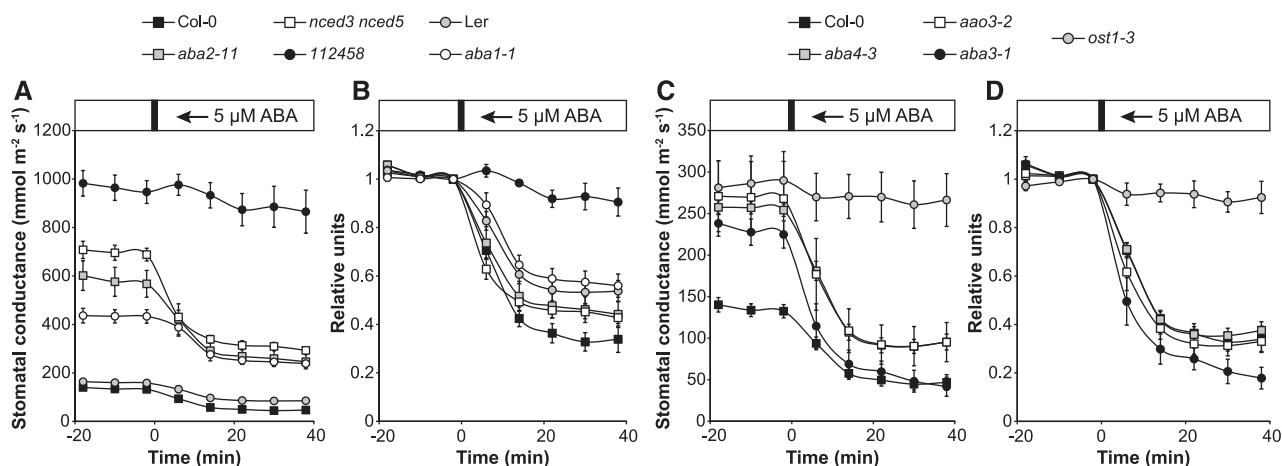 Col-0 nced3 nced5 Ler
aba2-11 112458 aba1-1
Col-0 aao3-2 ost1-3
aba4-3 aba3-1
A
5 µM ABA
Stomatal conductance (mmol m⁻² s⁻¹)
1200
1000
800
600
400
200
0
-20 0 20 40
Time (min)
B
5 µM ABA
Relative units
1.2
1
0.8
0.6
0.4
0.2
0
-20 0 20 40
Time (min)
C
5 µM ABA
Stomatal conductance (mmol m⁻² s⁻¹)
350
300
250
200
150
100
50
0
-20 0 20 40
Time (min)
D
5 µM ABA
Relative units
1.2
1
0.8
0.6
0.4
0.2
0
-20 0 20 40
Time (min)